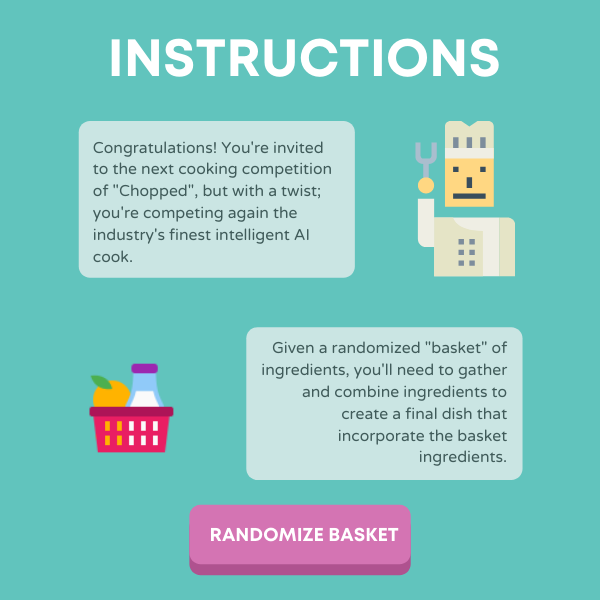 INSTRUCTIONS
Congratulations! You're invited
to the next cooking competition
of "Chopped", but with a twist;
you're competing again the
industry's finest intelligent AI
cook.
Given a randomized "basket" of
ingredients, you'll need to gather
and combine ingredients to
create a final dish that
incorporate the basket
ingredients.
RANDOMIZE BASKET